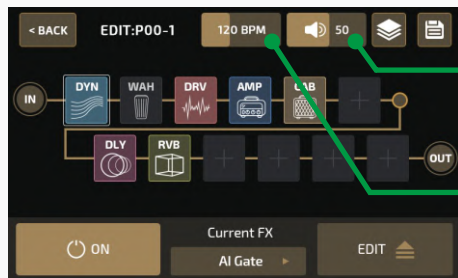 < BACK EDIT:P00-1 120 BPM 50
IN DYN WAH DRV AMP CAB
DLY RVB OUT
Current FX
ON AI Gate EDIT